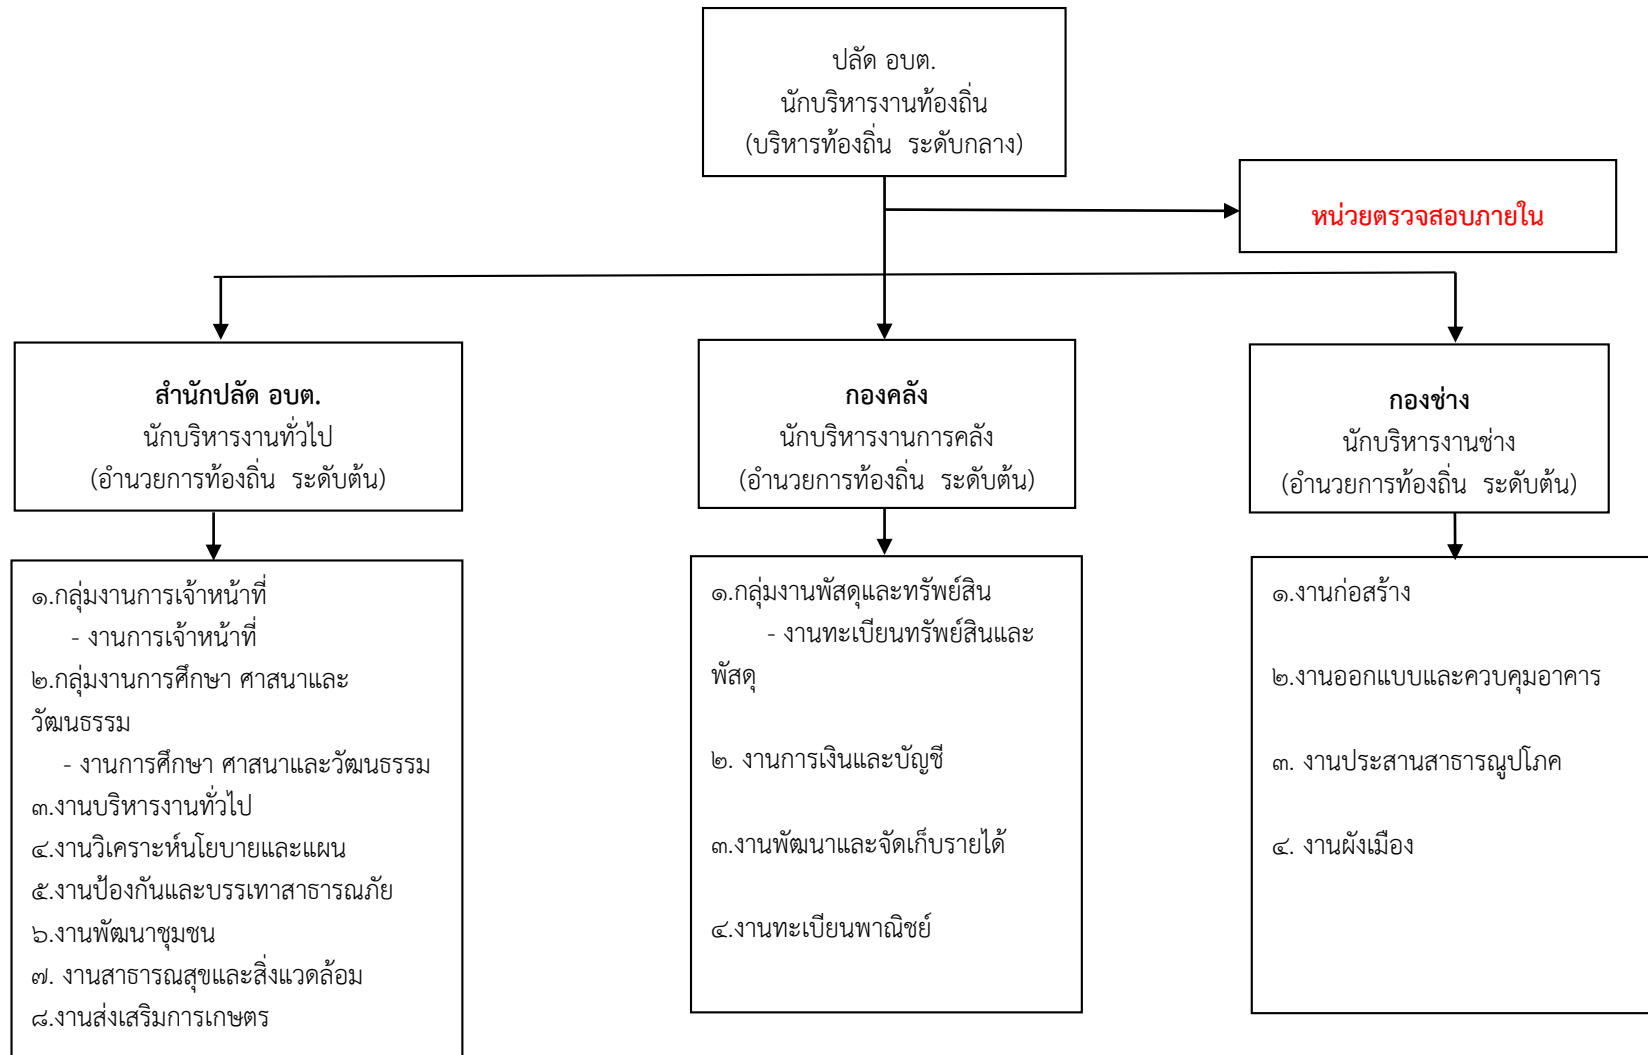 ปลัด อบต.
นักบริหารงานท้องถิ่น
(บริหารท้องถิ่น ระดับกลาง)
หน่วยตรวจสอบภายใน
สำนักปลัด อบต.
นักบริหารงานทั่วไป
(อำนวยการท้องถิ่น ระดับต้น)
กองคลัง
นักบริหารงานการคลัง
(อำนวยการท้องถิ่น ระดับต้น)
กองช่าง
นักบริหารงานช่าง
(อำนวยการท้องถิ่น ระดับต้น)
๑.กลุ่มงานการเจ้าหน้าที่
- งานการเจ้าหน้าที่
๒.กลุ่มงานการศึกษา ศาสนาและ
วัฒนธรรม
- งานการศึกษา ศาสนาและวัฒนธรรม
๓.งานบริหารงานทั่วไป
๔.งานวิเคราะห์นโยบายและแผน
๕.งานป้องกันและบรรเทาสาธารณภัย
๖.งานพัฒนาชุมชน
๗. งานสาธารณสุขและสิ่งแวดล้อม
๘.งานส่งเสริมการเกษตร
๑.กลุ่มงานพัสดุและทรัพย์สิน
- งานทะเบียนทรัพย์สินและ
พัสดุ
๒. งานการเงินและบัญชี
๓.งานพัฒนาและจัดเก็บรายได้
๔.งานทะเบียนพาณิชย์
๑.งานก่อสร้าง
๒.งานออกแบบและควบคุมอาคาร
๓. งานประสานสาธารณูปโภค
๔. งานผังเมือง